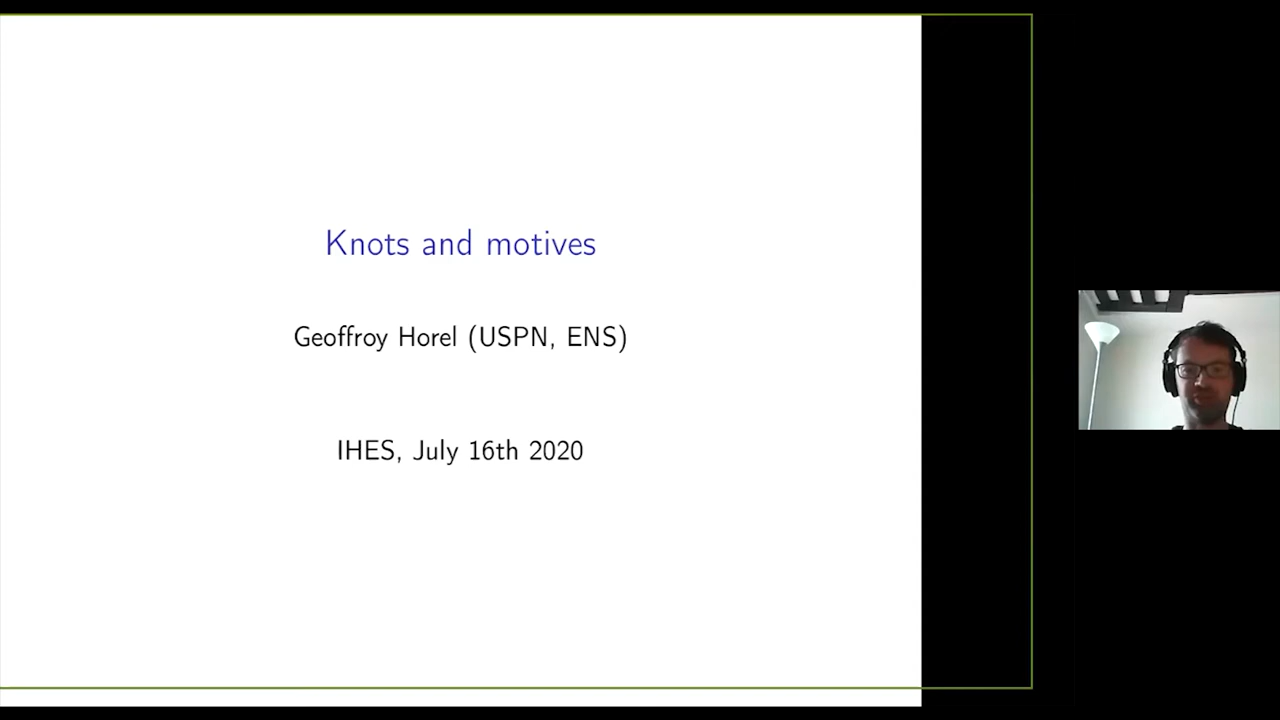 Knots and motives
Geoffroy Horel (USPN, ENS)
IHES, July 16th 2020